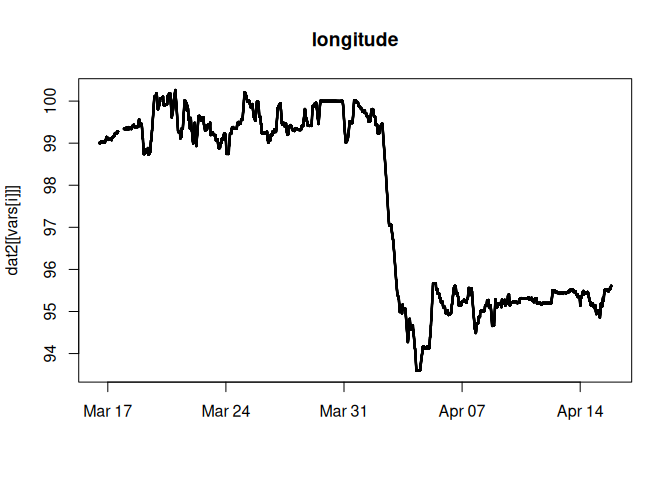 longitude
dat2[[vars[i]]]
100
99
98
97
96
95
94
Mar 17
Mar 24
Mar 31
Apr 07
Apr 14